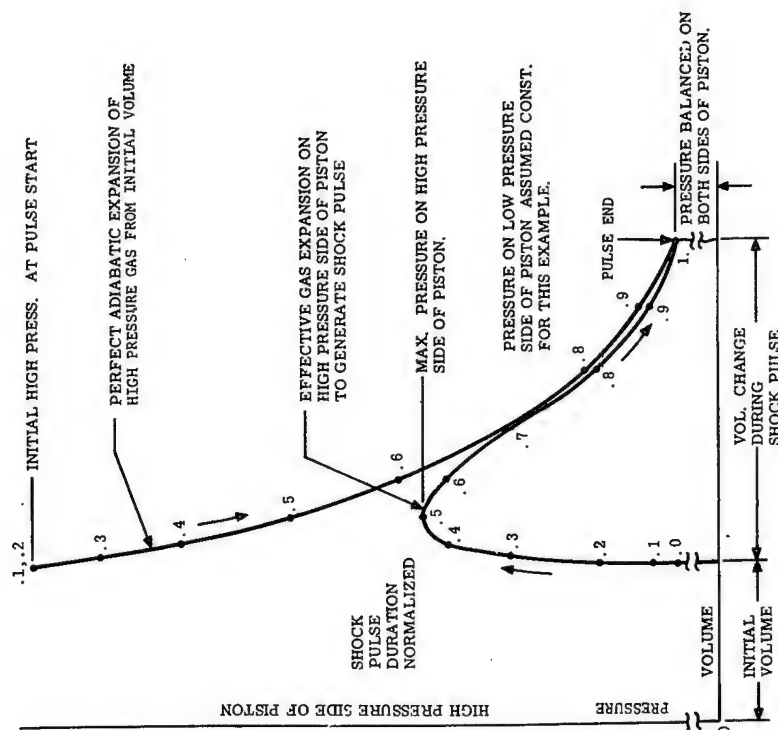 INITIAL HIGH PRESS. AT PULSE START
PERFECT ADIABATIC EXPANSION OF
HIGH PRESSURE GAS FROM INITIAL VOLUME
EFFECTIVE GAS EXPANSION ON
HIGH PRESSURE SIDE OF PISTON
TO GENERATE SHOCK PULSE
MAX. PRESSURE ON HIGH PRESSURE
SIDE OF PISTON.
PRESSURE ON LOW PRESSURE
SIDE OF PISTON ASSUMED CONST.
FOR THIS EXAMPLE.
PULSE END
PRESSURE BALANCED ON
BOTH SIDES OF PISTON.
.1, .2
.3
.4
.5
.6
.8
.9
SHOCK
PULSE
DURATION
NORMALIZED
.0
.1
.2
.3
.4
.5
.6
.7
.8
.9
1.
HIGH PRESSURE SIDE OF PISTON
PRESSURE
VOLUME
INITIAL
VOLUME
VOL. CHANGE
DURING
SHOCK PULSE